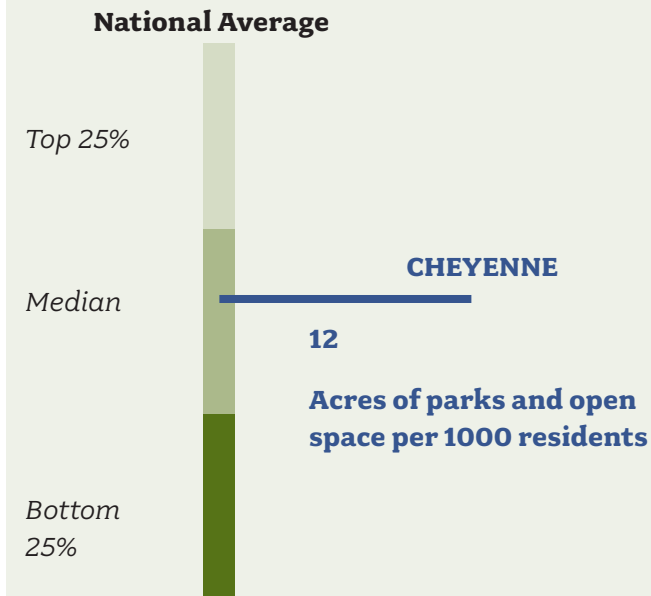 National Average
Top 25%
CHEYENNE
Median
12
Acres of parks and open
space per 1000 residents
Bottom
25%